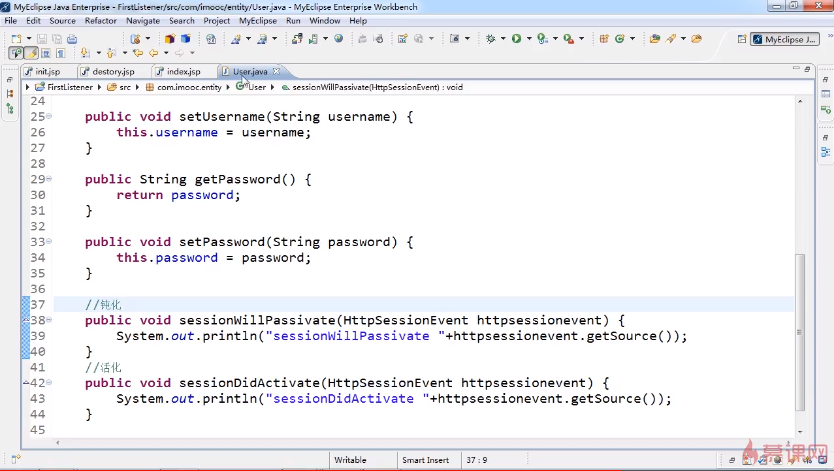 MyEclipse Java Enterprise - FirstListener/src/com/imooc/entity/User.java - MyEclipse Enterprise Workbench
File Edit Source Refactor Navigate Search Project MyEclipse Run Window Help
MyEclipse J...
init.jsp destory.jsp index.jsp User.java
FirstListener src com.imooc.entity User sessionWillPassivate(HttpSessionEvent) : void
24
25 public void setUsername(String username) {
26 this.username = username;
27 }
28
29 public String getPassword() {
30 return password;
31 }
32
33 public void setPassword(String password) {
34 this.password = password;
35 }
36
37 //钝化
38 public void sessionWillPassivate(HttpSessionEvent httpsessionevent) {
39 System.out.println("sessionWillPassivate "+httpsessionevent.getSource());
40 }
41 //活化
42 public void sessionDidActivate(HttpSessionEvent httpsessionevent) {
43 System.out.println("sessionDidActivate "+httpsessionevent.getSource());
44 }
45
Writable Smart Insert 37 : 9
慕课网